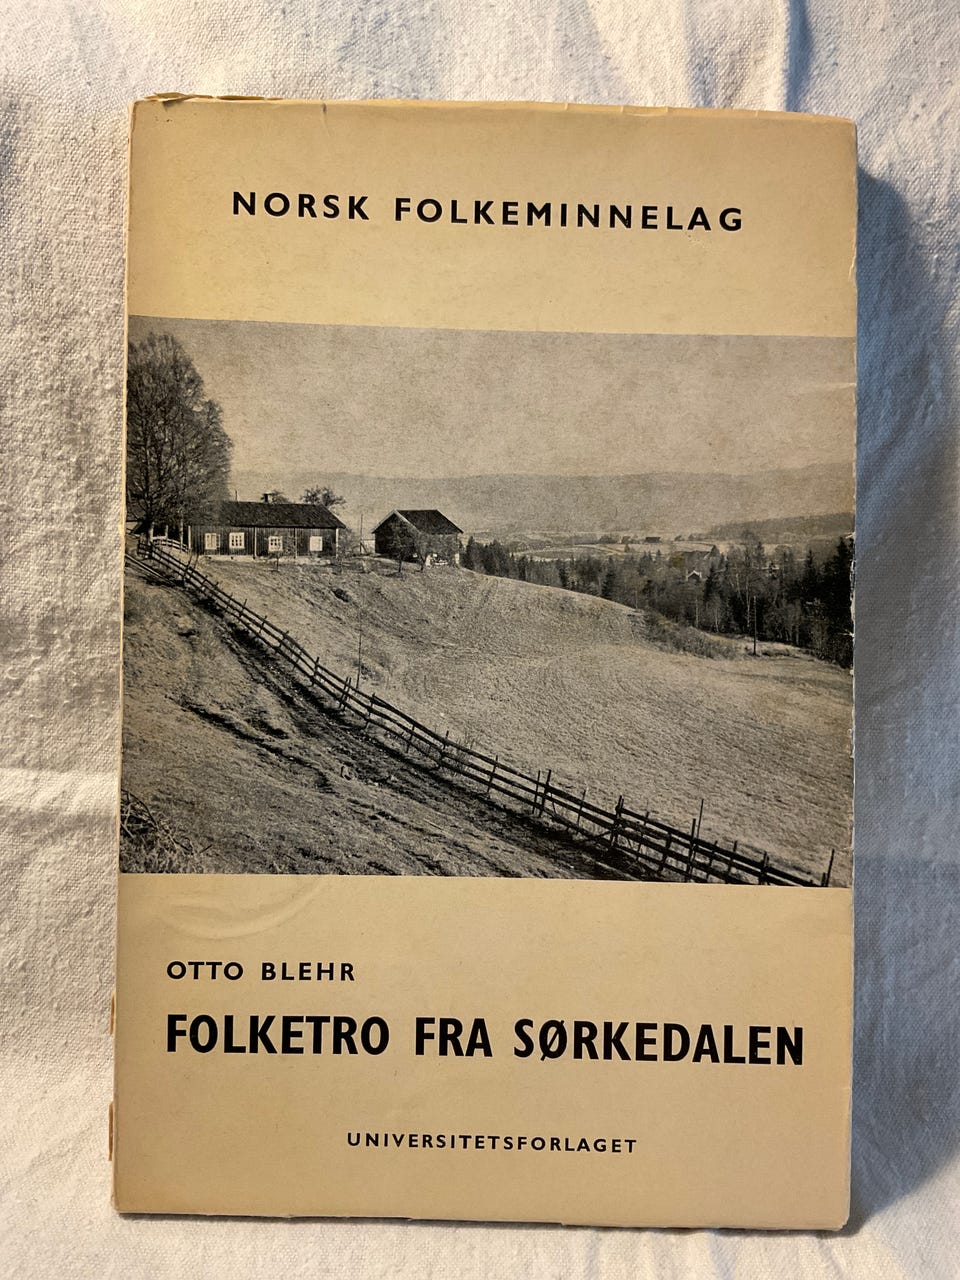 NORSK FOLKEMINNELAG
OTTO BLEHR
FOLKETRO FRA SØRKEDALEN
UNIVERSITETSFORLAGET